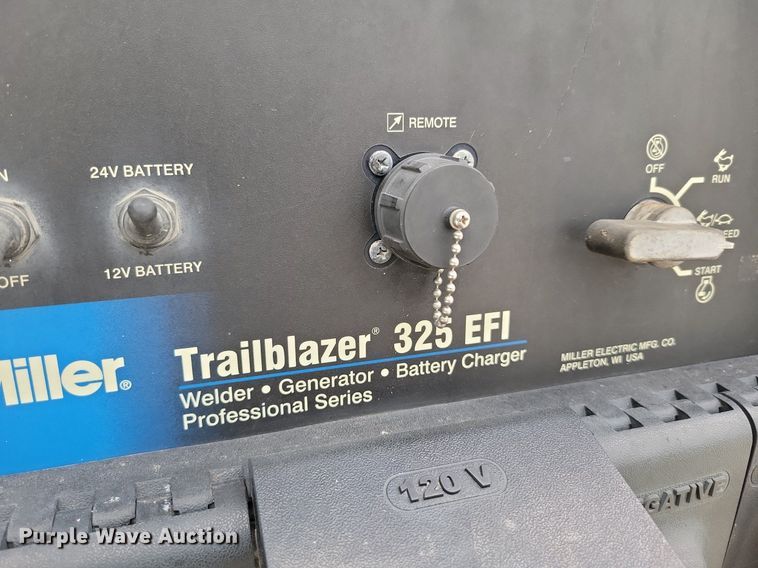 REMOTE
24V BATTERY
12V BATTERY
OFF
OFF
RUN
START
Miller®
Trailblazer® 325 EFI
Welder • Generator • Battery Charger
Professional Series
MILLER ELECTRIC MFG. CO.
APPLETON, WI USA
120 V
GATIVE
Purple Wave Auction